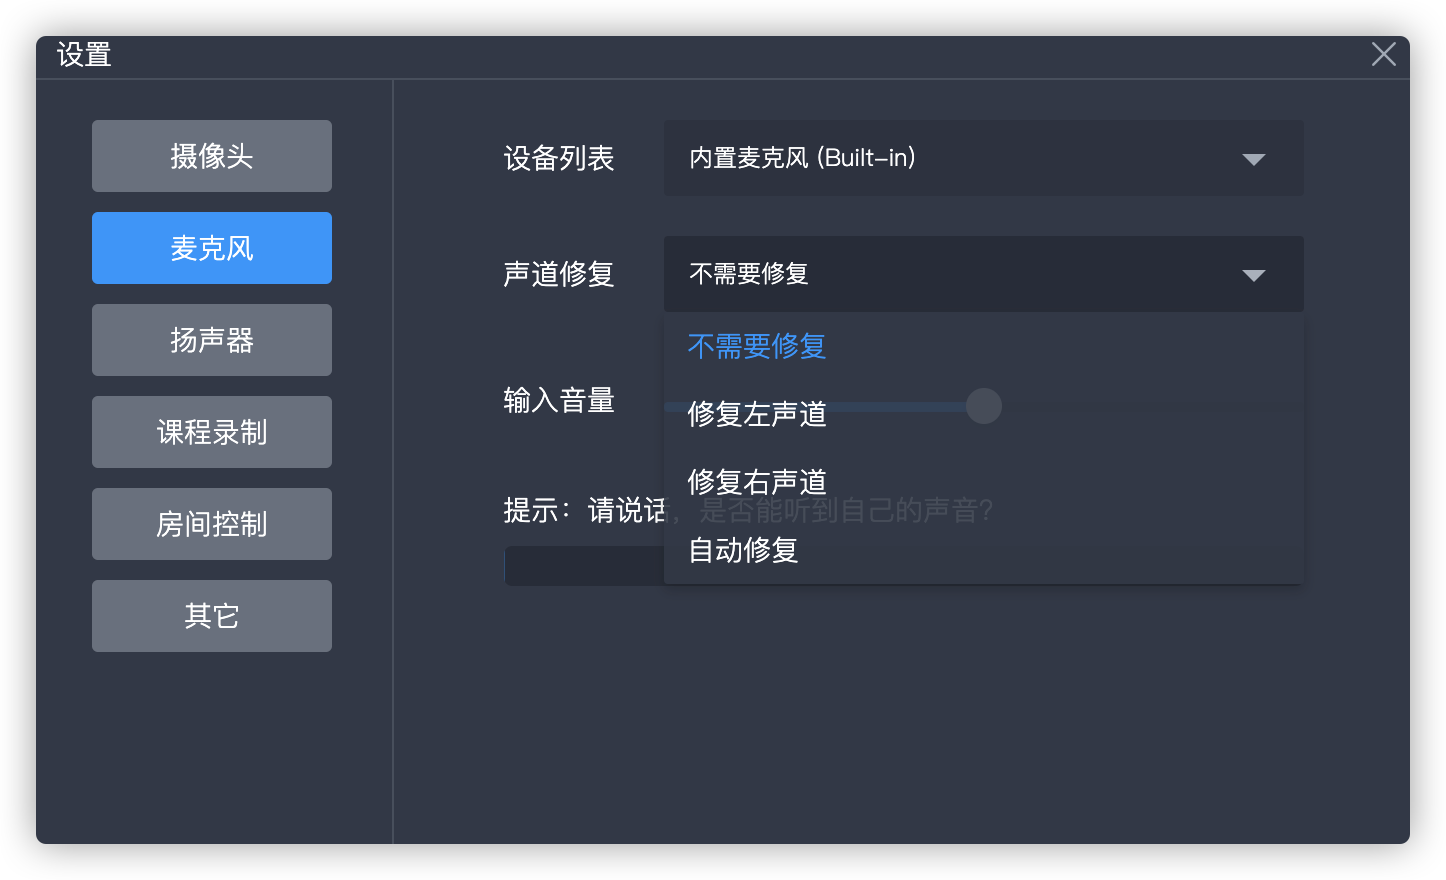 设置
摄像头
麦克风
扬声器
课程录制
房间控制
其它
设备列表
内置麦克风 (Built-in)
声道修复
不需要修复
不需要修复
修复左声道
输入音量
修复右声道
提示：请说话，是否能听到自己的声音？
自动修复